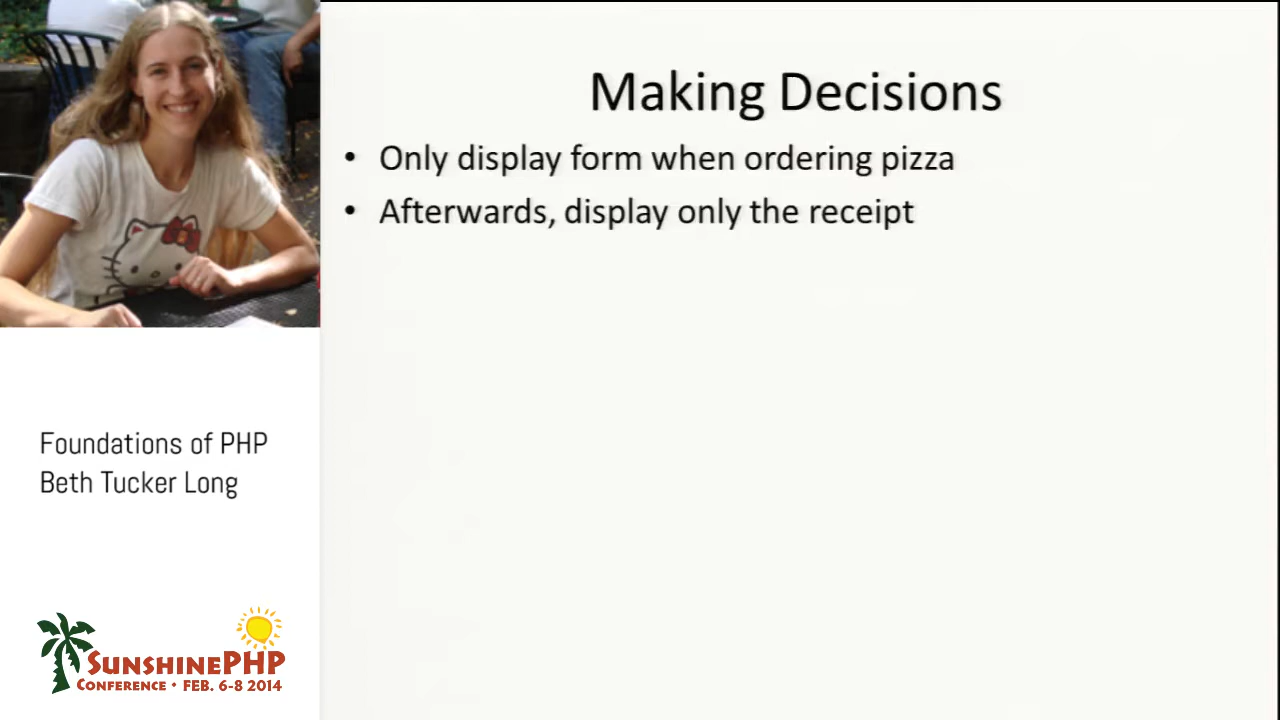 Making Decisions
• Only display form when ordering pizza
• Afterwards, display only the receipt
Foundations of PHP
Beth Tucker Long
SUNSHINEPHP
CONFERENCE • FEB. 6-8 2014